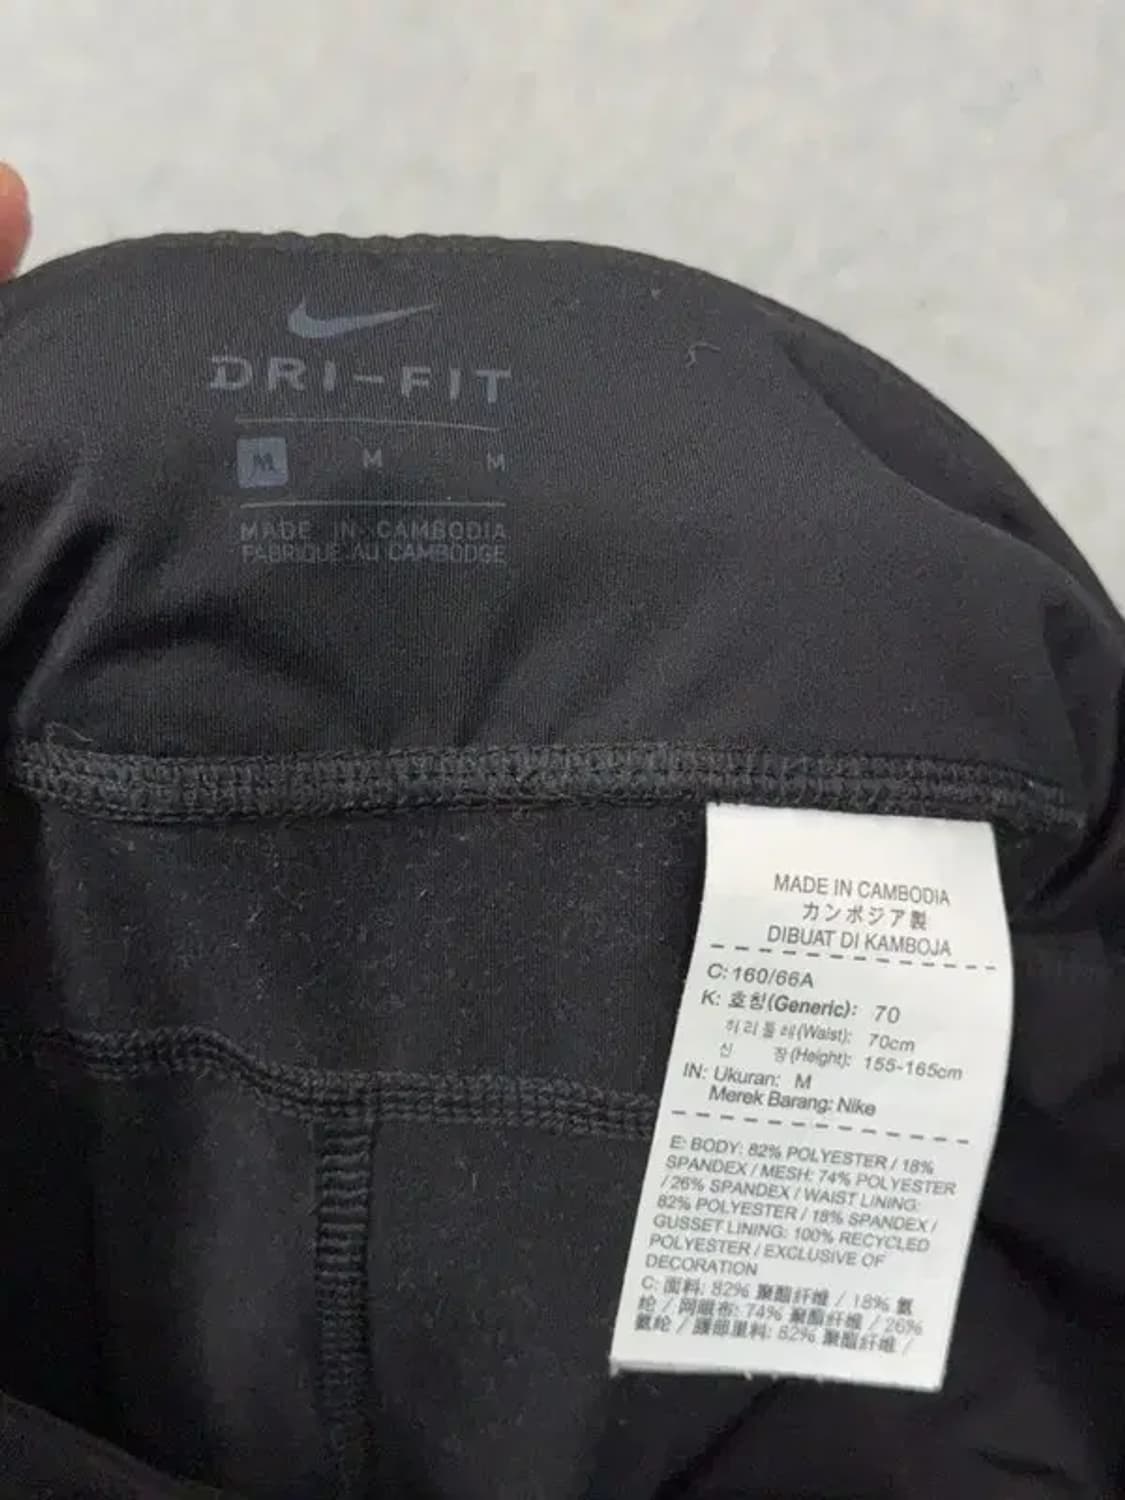 DRI-FIT
M M M
MADE IN CAMBODIA
FABRIQUE AU CAMBODGE
MADE IN CAMBODIA
カンボジア製
DIBUAT DI KAMBOJA
C: 160/66A
K: 호칭(Generic): 70
허리둘레(Waist): 70cm
신 장(Height): 155-165cm
IN: Ukuran: M
Merek Barang: Nike
E: BODY: 82% POLYESTER / 18%
SPANDEX / MESH: 74% POLYESTER
/ 26% SPANDEX / WAIST LINING:
82% POLYESTER / 18% SPANDEX /
GUSSET LINING: 100% RECYCLED
POLYESTER / EXCLUSIVE OF
DECORATION
C: 面料: 82% 聚酯纤维 / 18% 氨
纶 / 网眼布: 74% 聚酯纤维 / 26%
氨纶 / 腰部里料: 82% 聚酯纤维 /